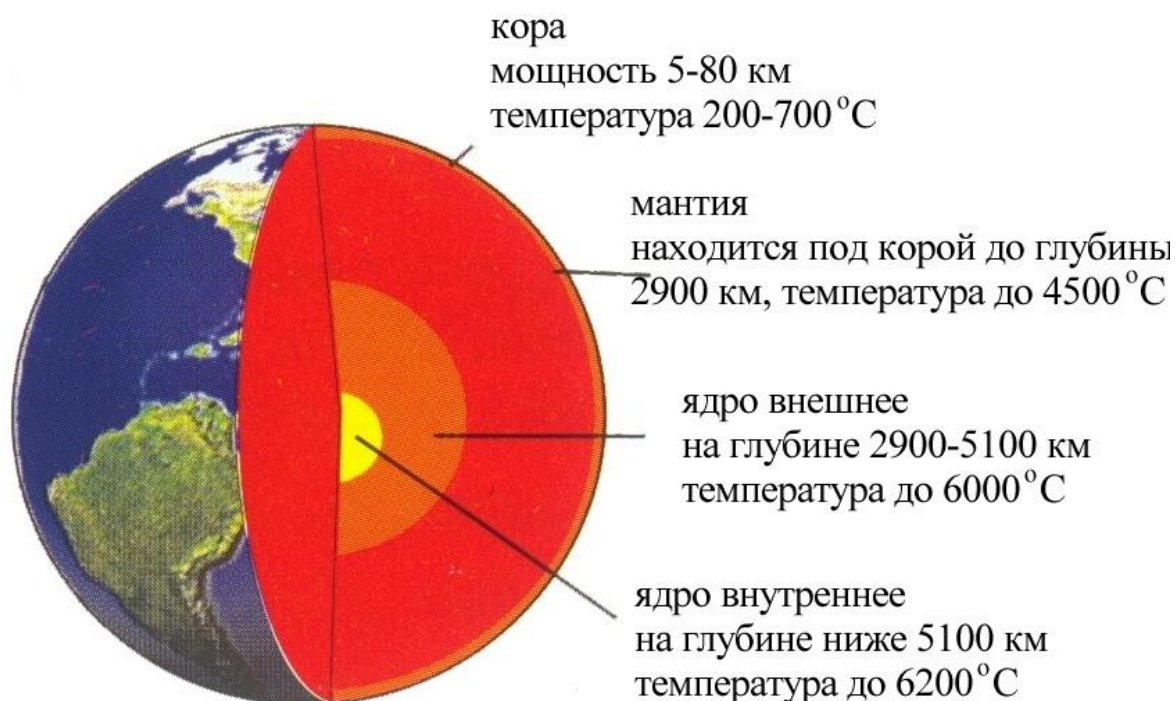 кора
мощность 5-80 км
температура 200-700°С
мантия
находится под корой до глубины
2900 км, температура до 4500°С
ядро внешнее
на глубине 2900-5100 км
температура до 6000°С
ядро внутреннее
на глубине ниже 5100 км
температура до 6200°С